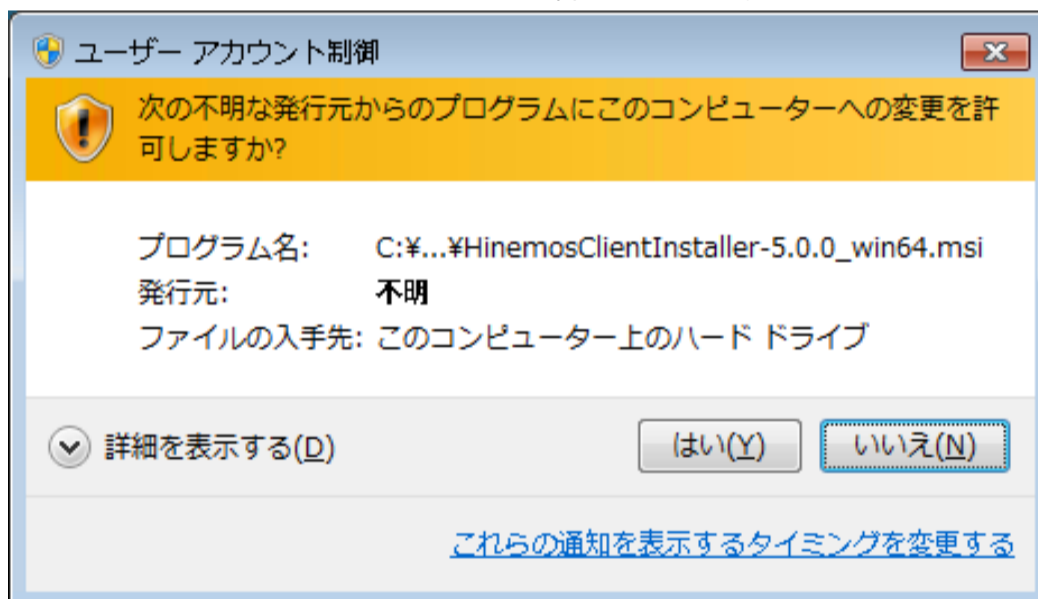 ユーザー アカウント制御
次の不明な発行元からのプログラムにこのコンピューターへの変更を許
可しますか?
プログラム名: C:¥...¥HinemosClientInstaller-5.0.0_win64.msi
発行元: 不明
ファイルの入手先: このコンピューター上のハード ドライブ
詳細を表示する(D) はい(Y) いいえ(N)
これらの通知を表示するタイミングを変更する